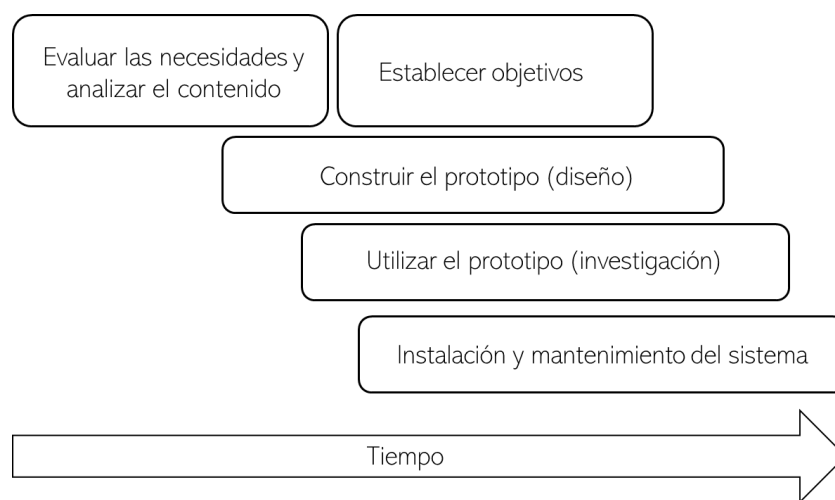 Evaluar las necesidades y
analizar el contenido
Establecer objetivos
Construir el prototipo (diseño)
Utilizar el prototipo (investigación)
Instalación y mantenimiento del sistema
Tiempo